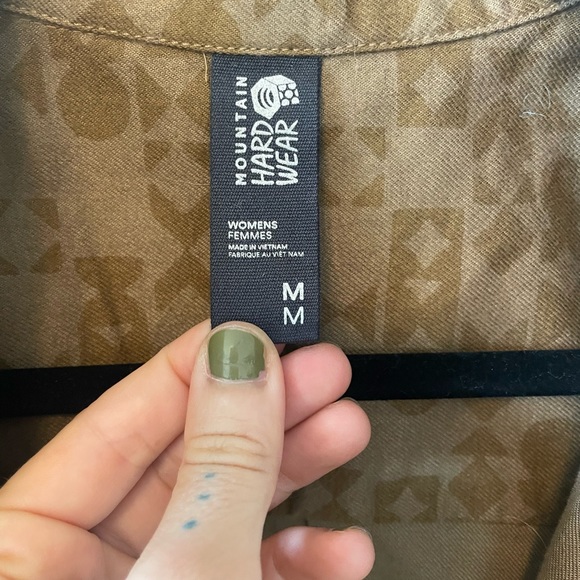 MOUNTAIN
HARD
WEAR
WOMENS
FEMMES
MADE IN VIETNAM
FABRIQUE AU VIÊT NAM
M
M